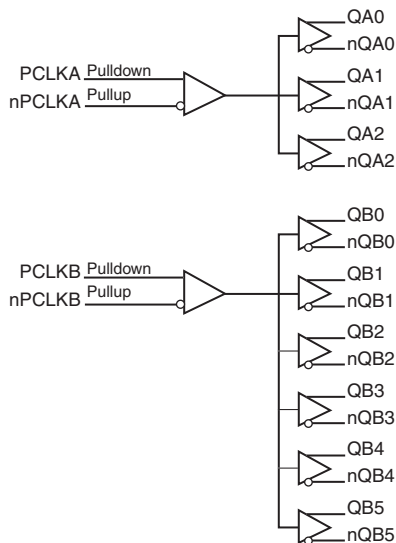 QA0
nQA0
PCLKA Pulldown
nPCLKA Pullup
QA1
nQA1
QA2
nQA2
QB0
nQB0
PCLKB Pulldown
nPCLKB Pullup
QB1
nQB1
QB2
nQB2
QB3
nQB3
QB4
nQB4
QB5
nQB5